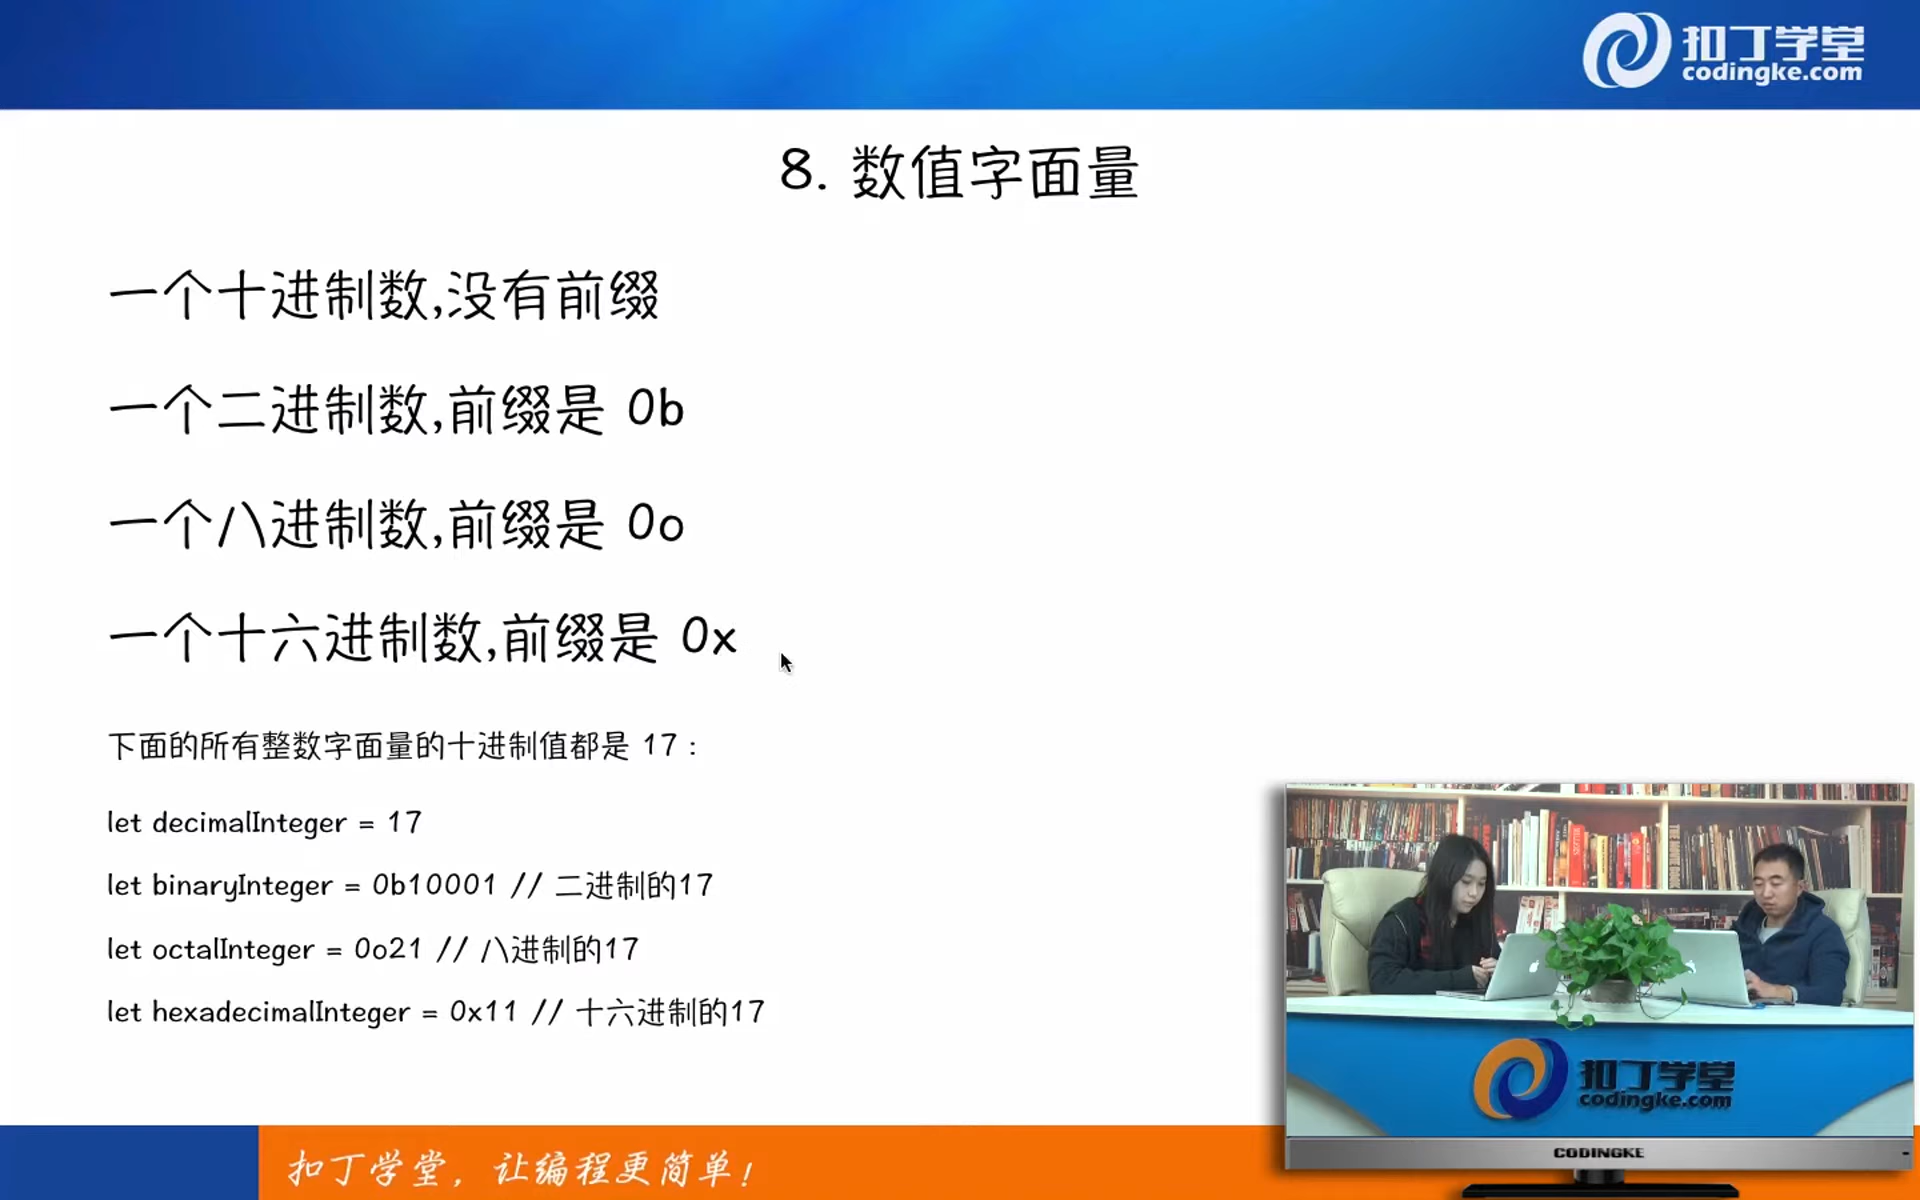 扣丁学堂
codingke.com
8. 数值字面量
一个十进制数,没有前缀
一个二进制数,前缀是 0b
一个八进制数,前缀是 0o
一个十六进制数,前缀是 0x
下面的所有整数字面量的十进制值都是 17：
let decimalInteger = 17
let binaryInteger = 0b10001 // 二进制的17
let octalInteger = 0o21 // 八进制的17
let hexadecimalInteger = 0x11 // 十六进制的17
扣丁学堂
codingke.com
CODINGKE
扣丁学堂，让编程更简单！